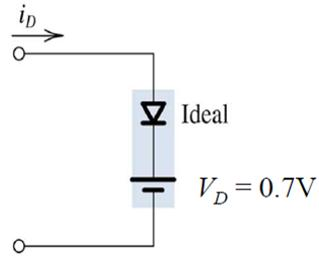 i_D
Ideal
V_D = 0.7V